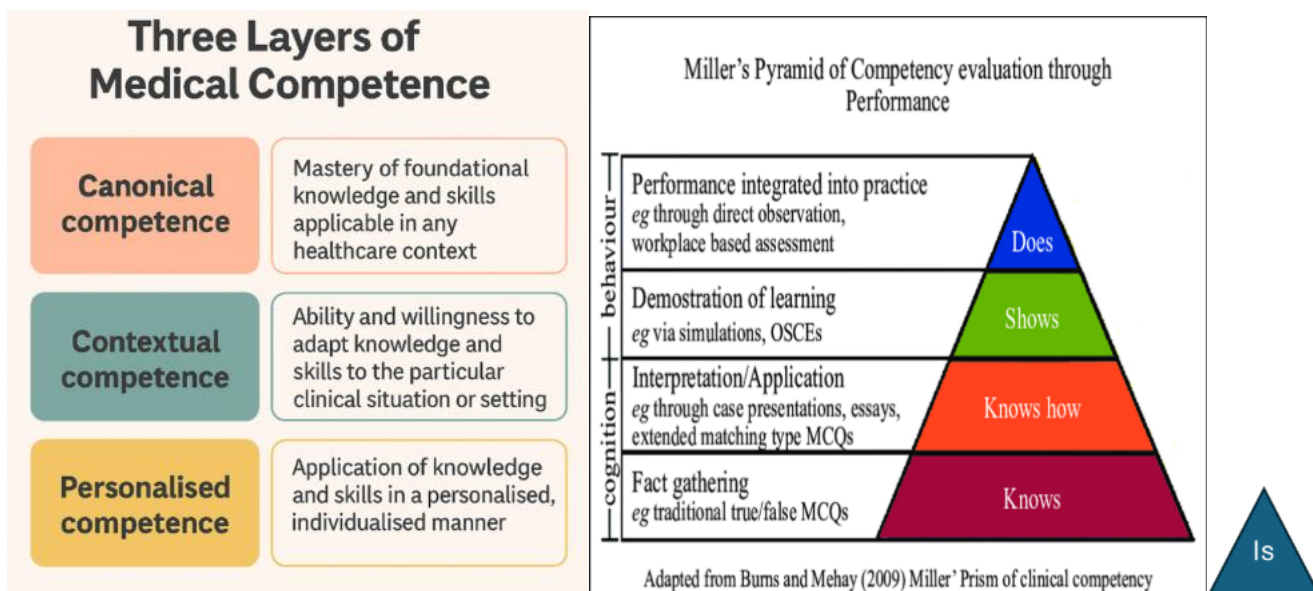 Three Layers of
Medical Competence
Canonical
competence
Mastery of foundational
knowledge and skills
applicable in any
healthcare context
Contextual
competence
Ability and willingness to
adapt knowledge and
skills to the particular
clinical situation or setting
Personalised
competence
Application of knowledge
and skills in a personalised,
individualised manner
Miller's Pyramid of Competency evaluation through
Performance
behaviour
cognition
Performance integrated into practice
eg through direct observation,
workplace based assessment
Does
Demostration of learning
eg via simulations, OSCEs
Shows
Interpretation/Application
eg through case presentations, essays,
extended matching type MCQs
Knows how
Fact gathering
eg traditional true/false MCQs
Knows
Adapted from Burns and Mehay (2009) Miller' Prism of clinical competency
Is